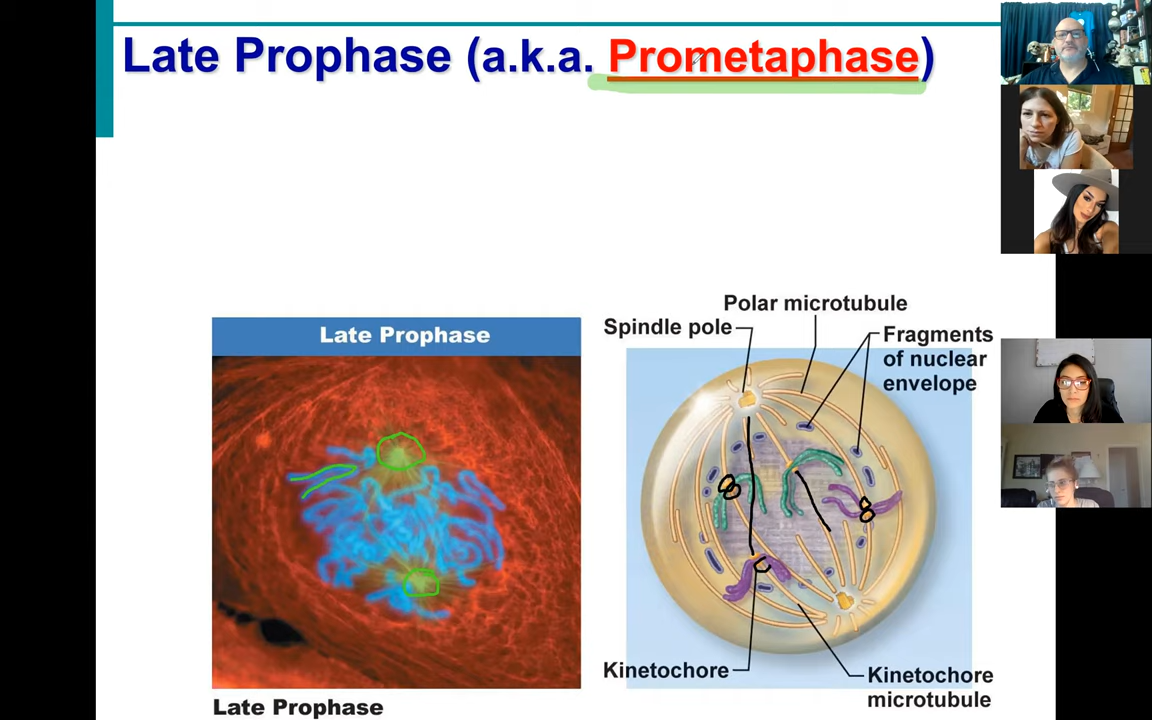 Late Prophase (a.k.a. Prometaphase)
Late Prophase
Polar microtubule
Spindle pole
Fragments
of nuclear
envelope
Kinetochore
Kinetochore
microtubule
Late Prophase